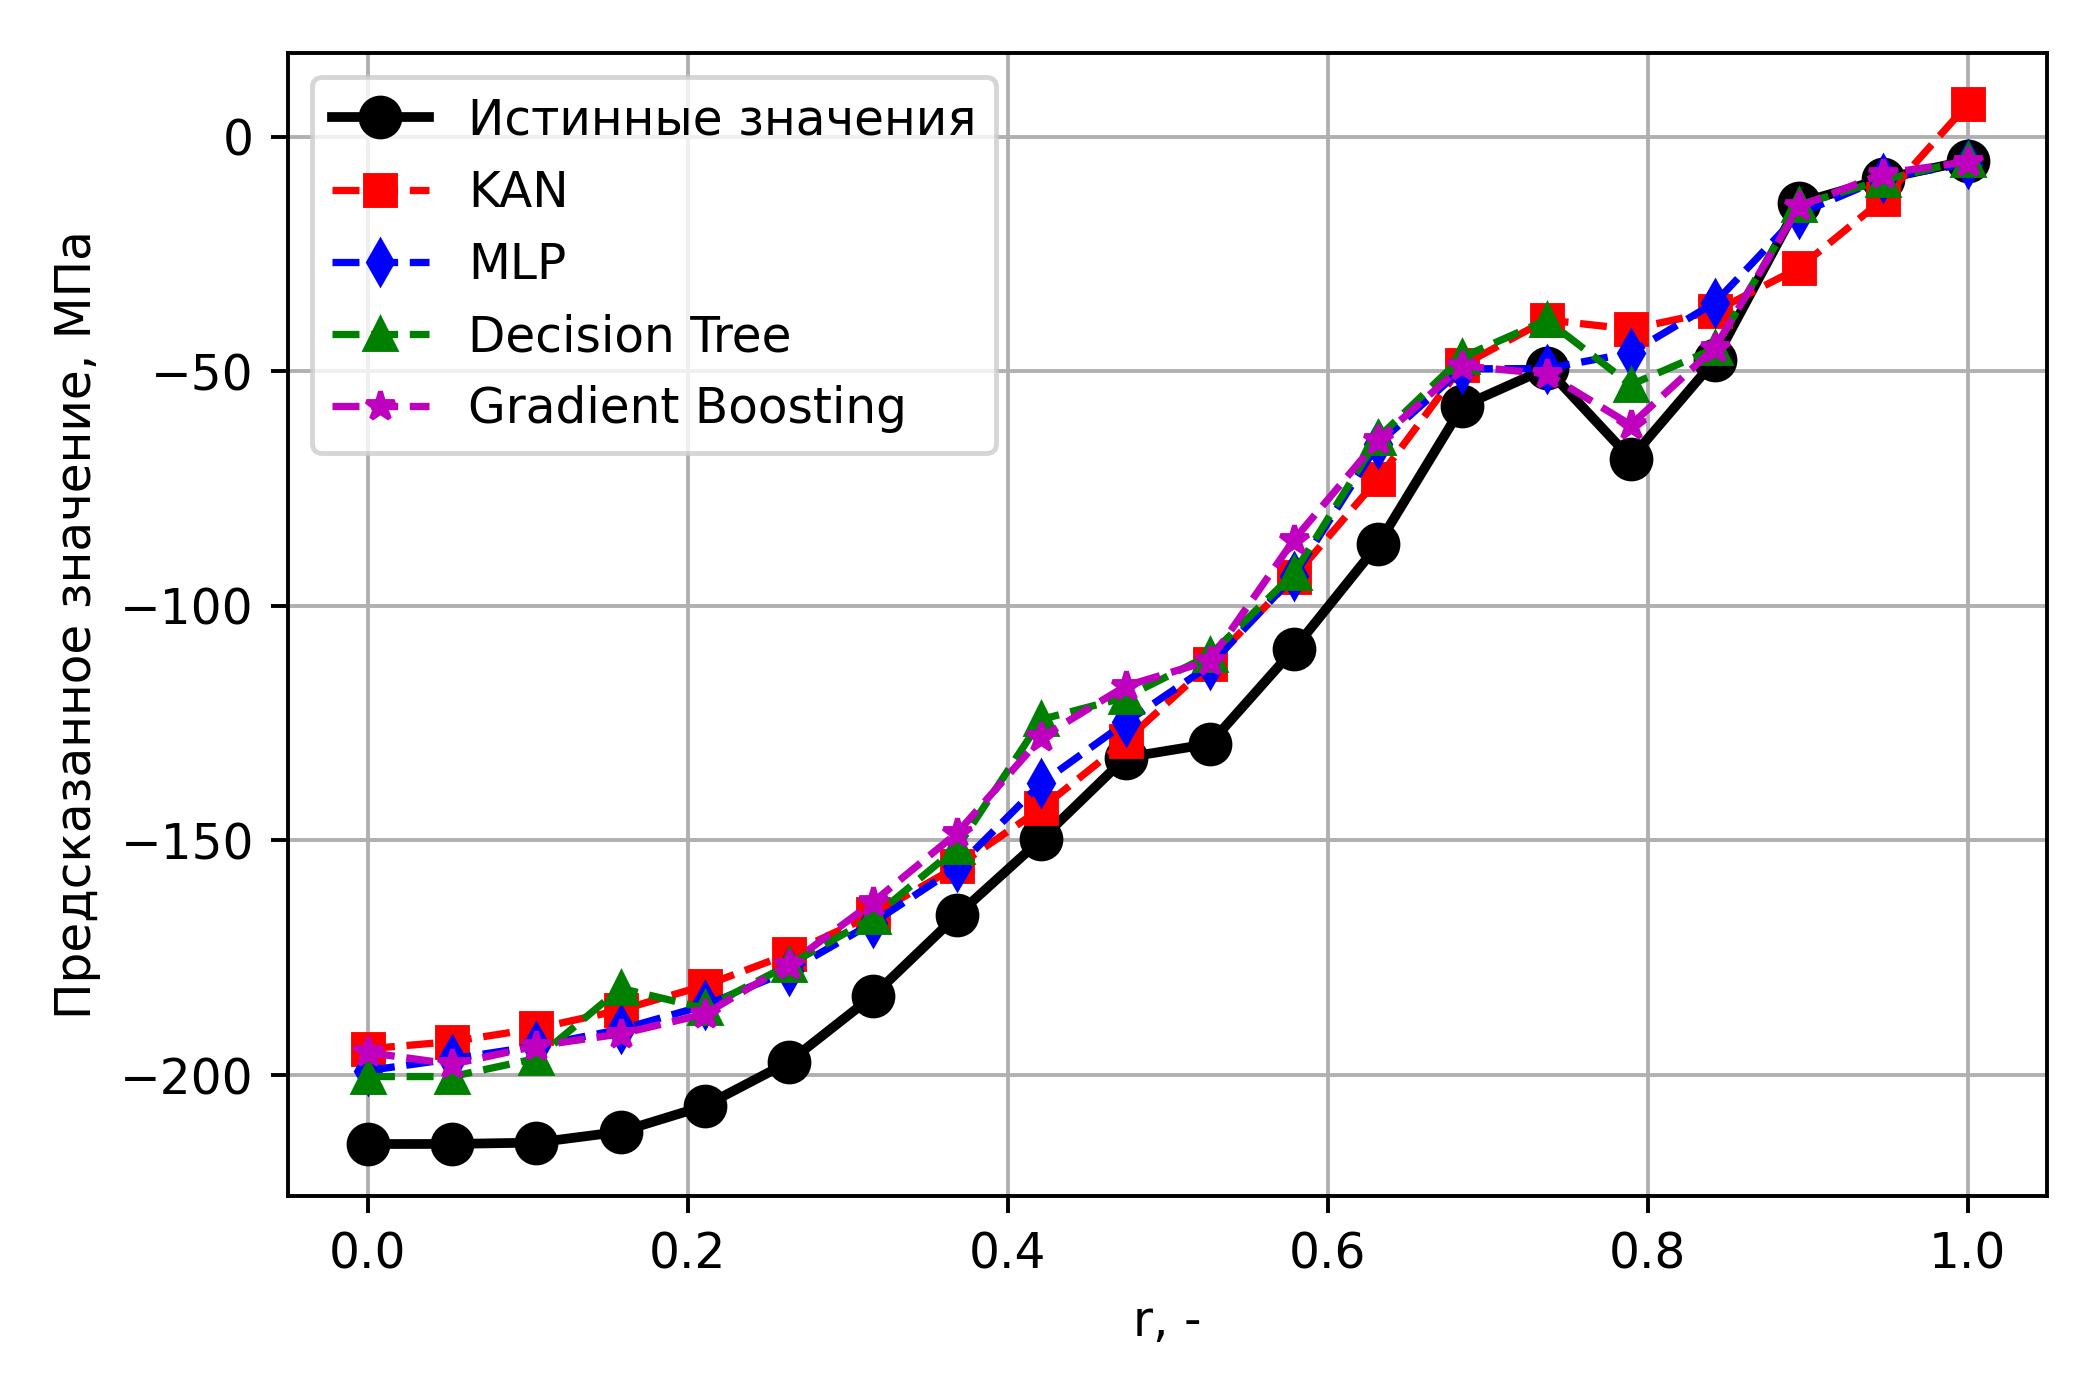 Истинные значения
KAN
MLP
Decision Tree
Gradient Boosting
Предсказанное значение, МПа
0
−50
−100
−150
−200
0.0 0.2 0.4 0.6 0.8 1.0
r, -